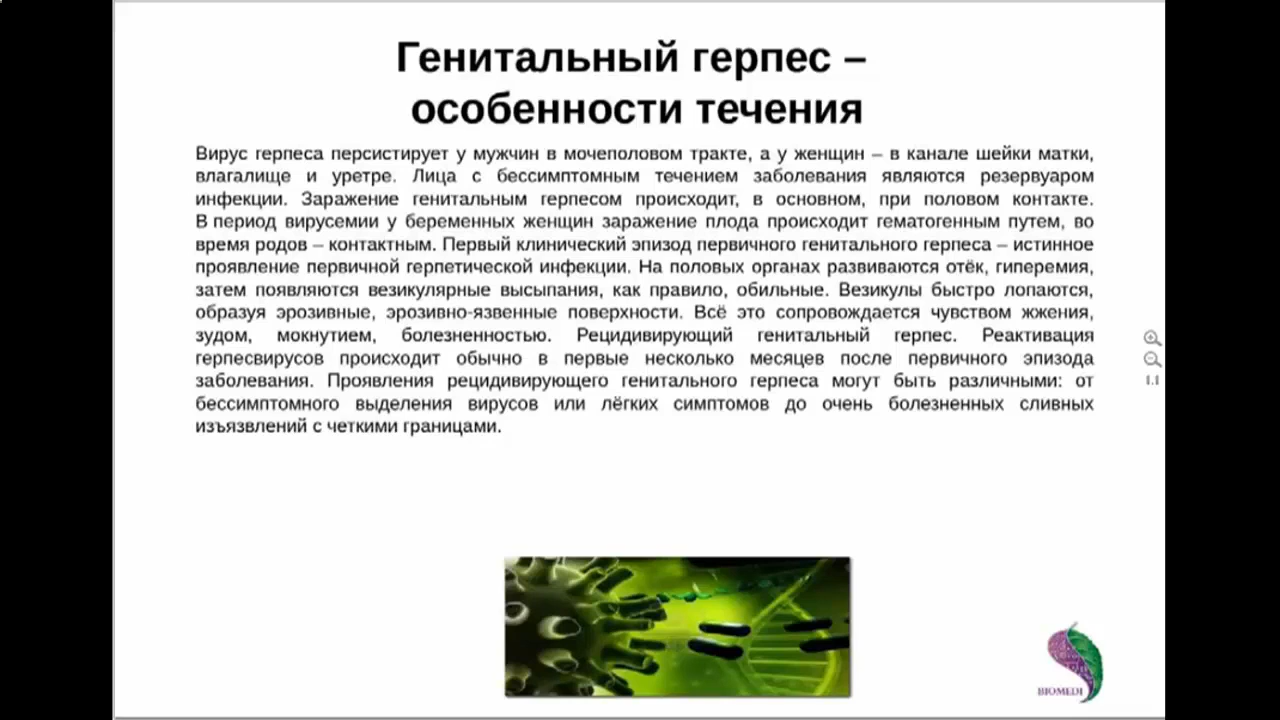 Генитальный герпес –
особенности течения
Вирус герпеса персистирует у мужчин в мочеполовом тракте, а у женщин – в канале шейки матки,
влагалище и уретре. Лица с бессимптомным течением заболевания являются резервуаром
инфекции. Заражение генитальным герпесом происходит, в основном, при половом контакте.
В период вирусемии у беременных женщин заражение плода происходит гематогенным путем, во
время родов – контактным. Первый клинический эпизод первичного генитального герпеса – истинное
проявление первичной герпетической инфекции. На половых органах развиваются отёк, гиперемия,
затем появляются везикулярные высыпания, как правило, обильные. Везикулы быстро лопаются,
образуя эрозивные, эрозивно-язвенные поверхности. Всё это сопровождается чувством жжения,
зудом, мокнутием, болезненностью. Рецидивирующий генитальный герпес. Реактивация
герпесвирусов происходит обычно в первые несколько месяцев после первичного эпизода
заболевания. Проявления рецидивирующего генитального герпеса могут быть различными: от
бессимптомного выделения вирусов или лёгких симптомов до очень болезненных сливных
изъязвлений с четкими границами.
1:1
BIOMEDI